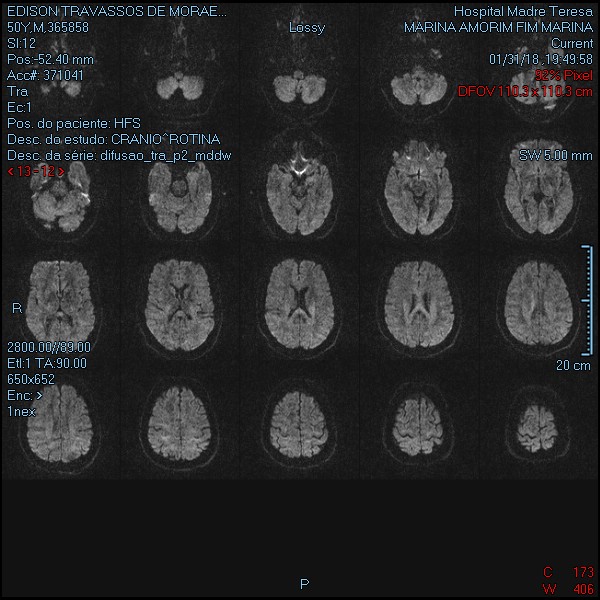 EDISON TRAVASSOS DE MORAE...
50Y,M,365858
Sl:12
Pos:-52.40 mm
Acc#: 371041
Tra
Ec:1
Pos. do paciente: HFS
Desc. do estudo: CRANIO^ROTINA
Desc. da série: difusao_tra_p2_mddw
< 13 - 12 >
Lossy
Hospital Madre Teresa
MARINA AMORIM FIM MARINA
Current
01/31/18 ,19:49:58
92% Pixel
DFOV 110.3 x 110.3 cm
SW 5.00 mm
R
2800.00//89.00
Etl:1 TA:90.00
650x652
Enc: >
1nex
20 cm
P
C 173
W 406